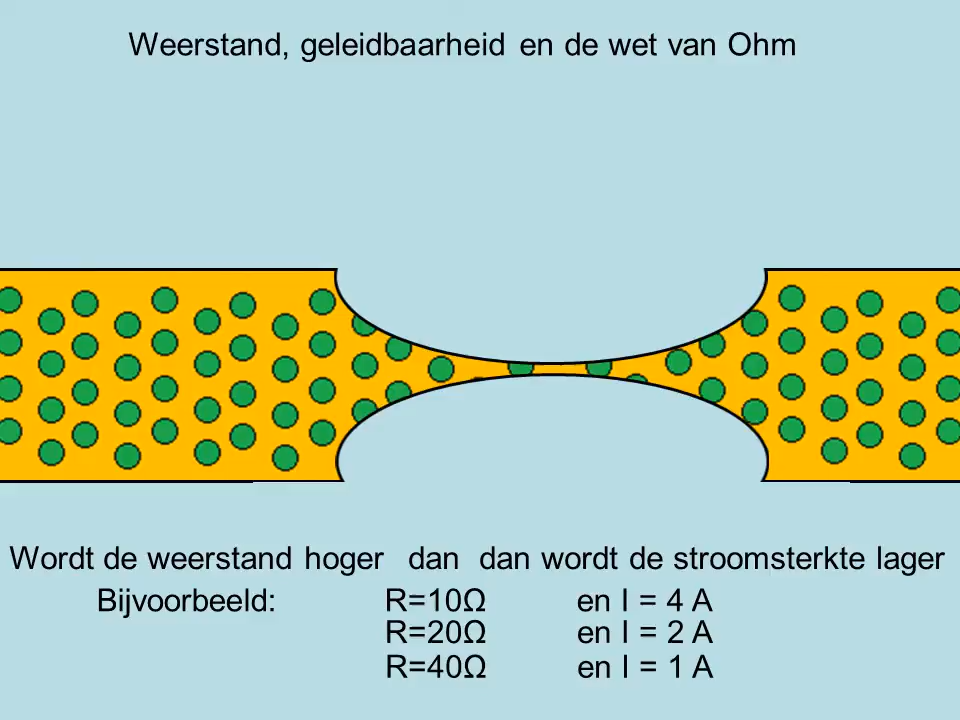 Weerstand, geleidbaarheid en de wet van Ohm
Wordt de weerstand hoger dan dan wordt de stroomsterkte lager
Bijvoorbeeld: R=10Ω en I = 4 A
R=20Ω en I = 2 A
R=40Ω en I = 1 A